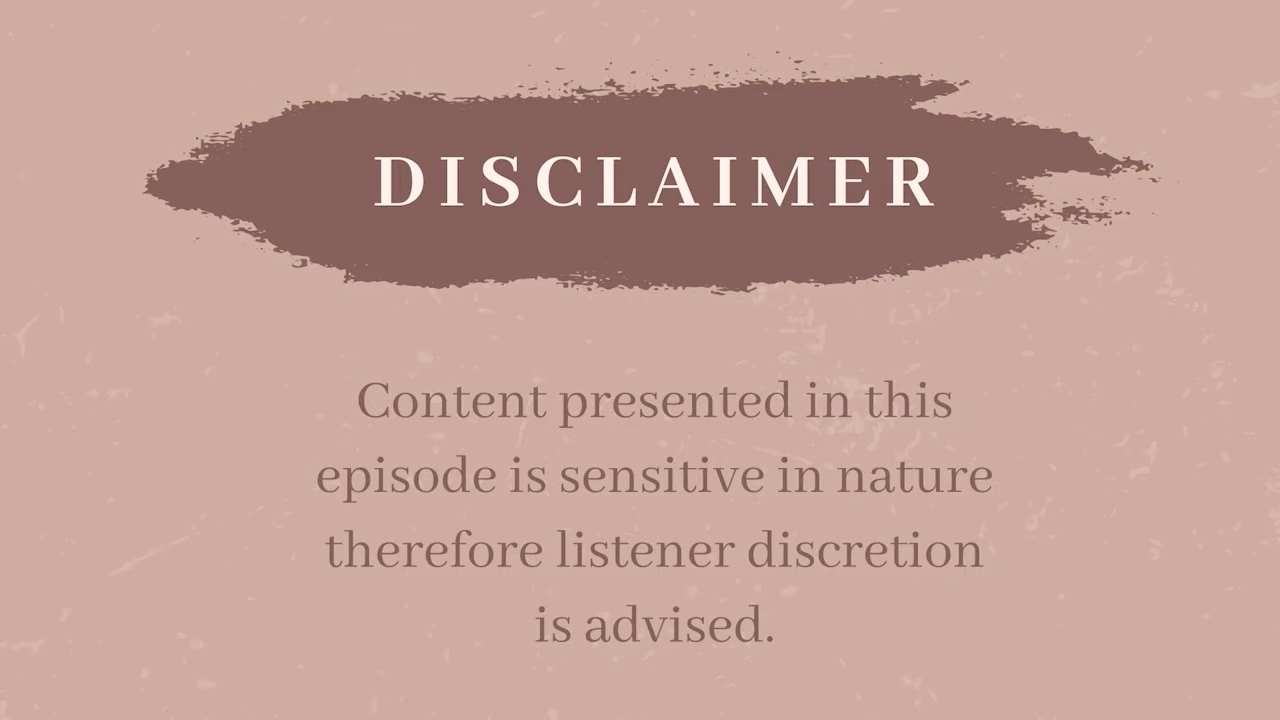 DISCLAIMER
Content presented in this
episode is sensitive in nature
therefore listener discretion
is advised.